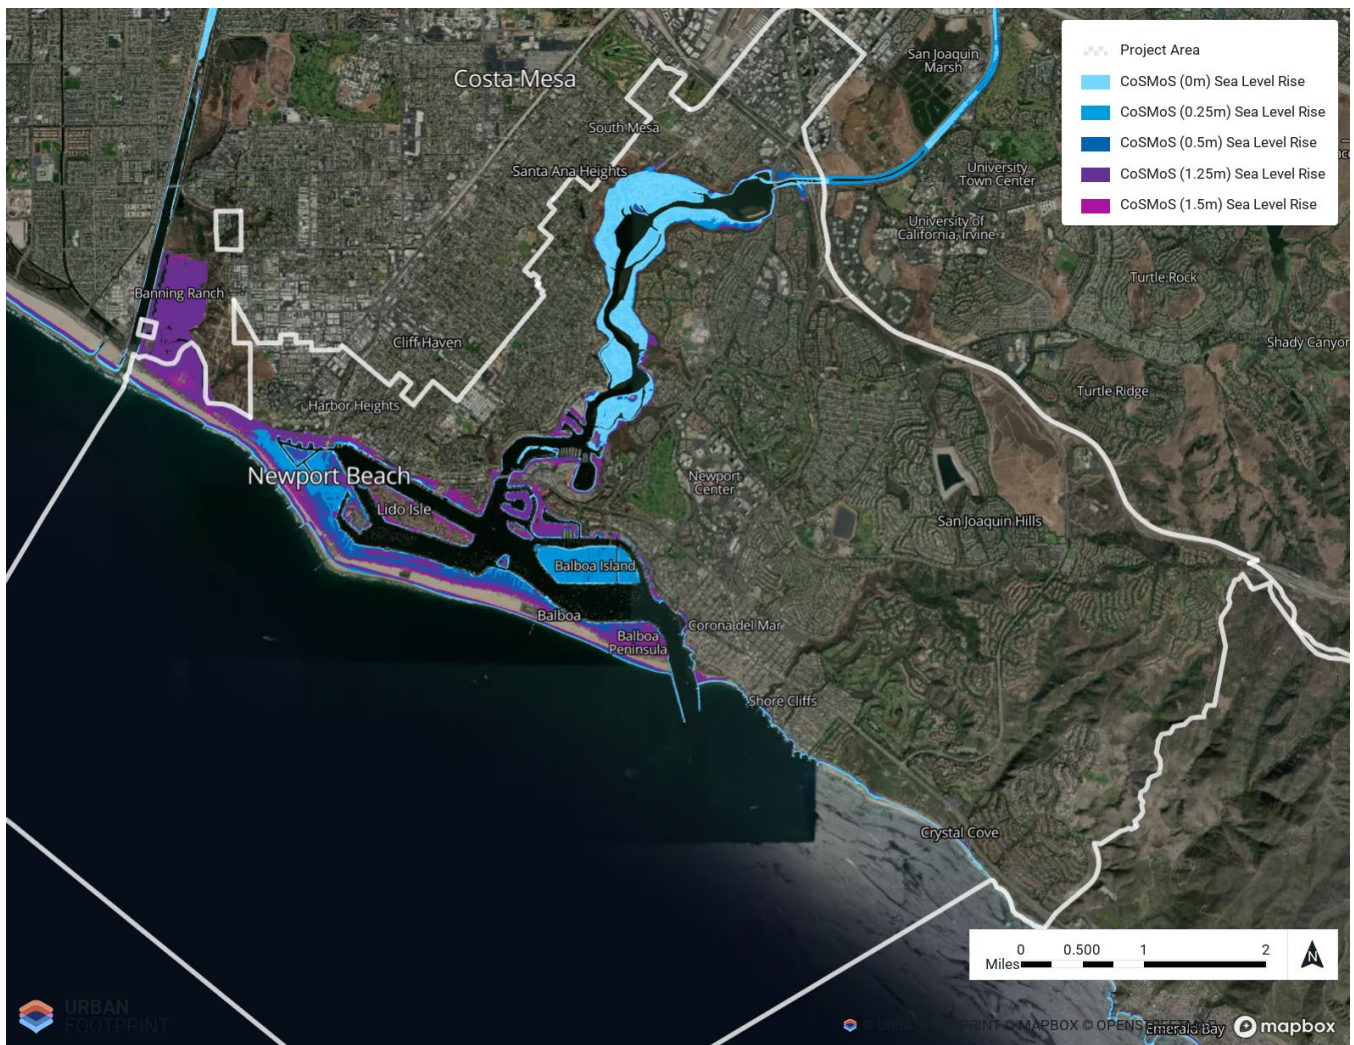 Costa Mesa
San Joaquin
Marsh
South Mesa
Santa Ana Heights
University
Town Center
University of
California, Irvine
Turtle Rock
Banning Ranch
Cliff Haven
Shady Canyon
Turtle Ridge
Harbor Heights
Newport Beach
Newport
Center
Lido Isle
San Joaquin Hills
Balboa Island
Balboa
Corona del Mar
Balboa
Peninsula
Shore Cliffs
Crystal Cove
Emerald Bay
Project Area
CoSMoS (0m) Sea Level Rise
CoSMoS (0.25m) Sea Level Rise
CoSMoS (0.5m) Sea Level Rise
CoSMoS (1.25m) Sea Level Rise
CoSMoS (1.5m) Sea Level Rise
0 0.500 1 2
Miles
N
URBAN
FOOTPRINT
© URBAN FOOTPRINT © MAPBOX © OPENSTREETMAP
mapbox